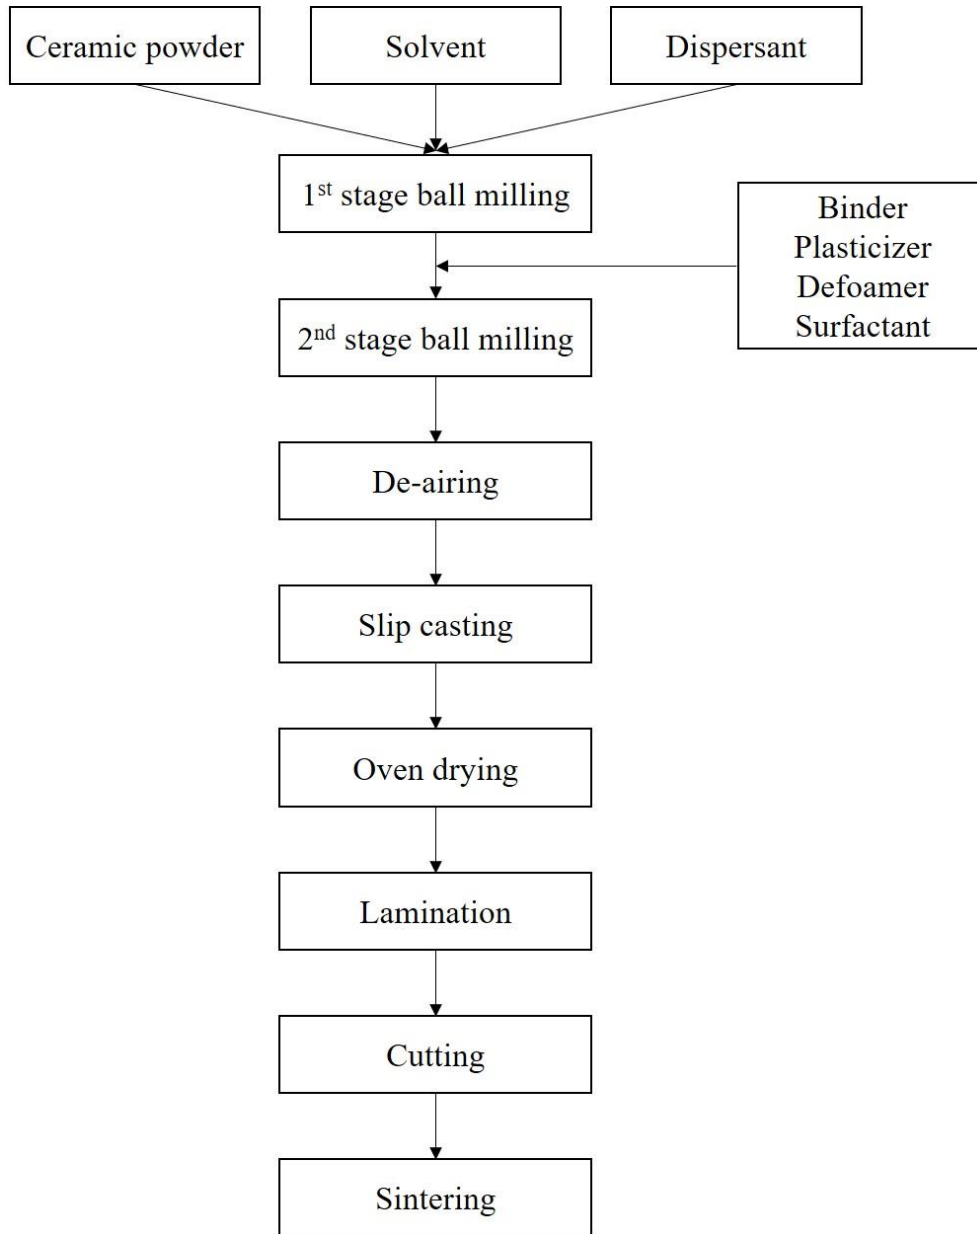 Ceramic powder
Solvent
Dispersant
1st stage ball milling
Binder
Plasticizer
Defoamer
Surfactant
2nd stage ball milling
De-airing
Slip casting
Oven drying
Lamination
Cutting
Sintering